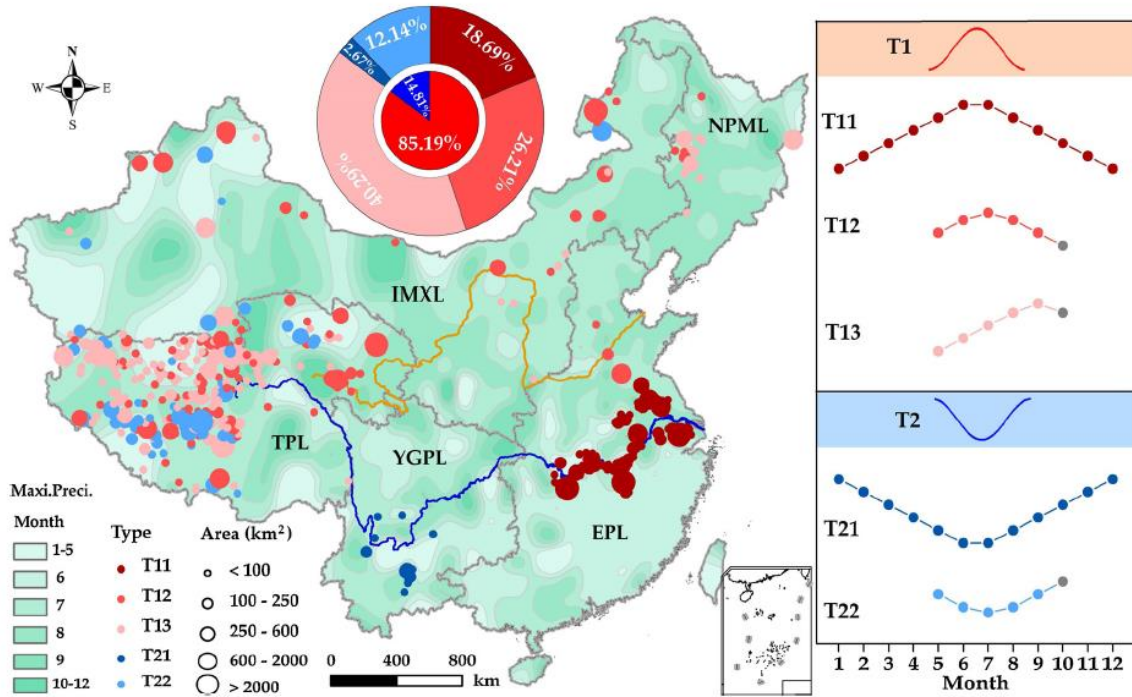 N
W E
S
12.14%
2.67%
18.69%
14.81%
85.19%
40.29%
26.21%
NPML
IMXL
TPL
YGPL
EPL
Maxi.Preci.
Month
1-5
6
7
8
9
10-12
Type
T11
T12
T13
T21
T22
Area (km²)
< 100
100 - 250
250 - 600
600 - 2000
> 2000
0 400 800
km
T1
T11
T12
T13
T2
T21
T22
1 2 3 4 5 6 7 8 9 10 11 12
Month